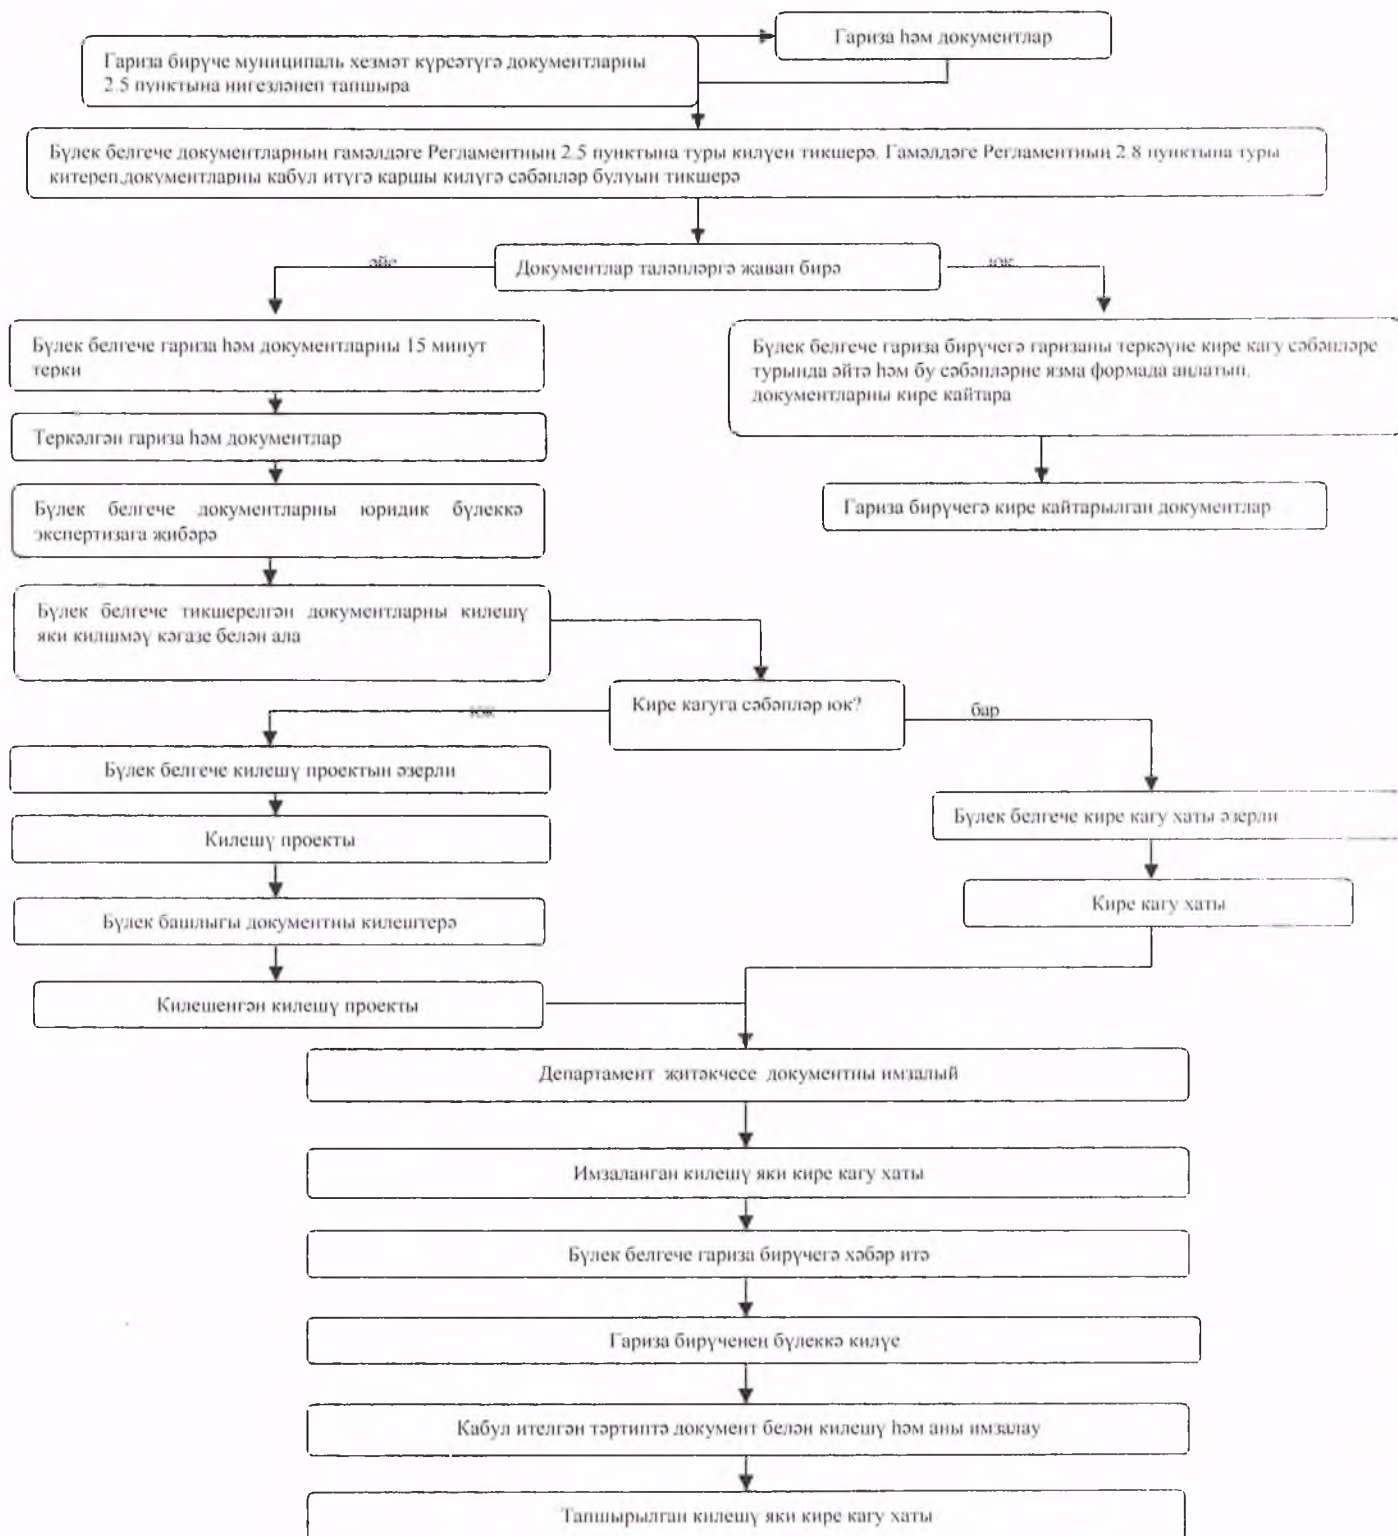 Гариза һәм документлар
Гариза бирүче муниципаль хезмәт күрсәтүгә документларны
2.5 пунктына нигезләнеп тапшыра
Бүлек белгече документларның гамәлдәге Регламентның 2.5 пунктына туры килүен тикшерә. Гамәлдәге Регламентның 2.8 пунктына туры
китереп,документларны кабул итүгә каршы килүгә сәбәпләр булуын тикшерә
Документлар таләпләргә җавап бирә
әйе
юк
Бүлек белгече гариза һәм документларны 15 минут
терки
Бүлек белгече гариза бирүчегә гаризаны теркәүне кире кагу сәбәпләре
турында әйтә һәм бу сәбәпләрне язма формада аңлатып,
документларны кире кайтара
Теркәлгән гариза һәм документлар
Гариза бирүчегә кире кайтарылган документлар
Бүлек белгече документларны юридик бүлеккә
экспертизага җибәрә
Бүлек белгече тикшерелгән документларны килешү
яки килшмәү кәгазе белән ала
Кире кагуга сәбәпләр юк?
юк
бар
Бүлек белгече килешү проектын әзерли
Бүлек белгече кире кагу хаты әзерли
Килешү проекты
Кире кагу хаты
Бүлек башлыгы документны килештерә
Килешенгән килешү проекты
Департамент җитәкчесе документны имзалый
Имзаланган килешү яки кире кагу хаты
Бүлек белгече гариза бирүчегә хәбәр итә
Гариза бирүченең бүлеккә килүе
Кабул ителгән тәртиптә документ белән килешү һәм аны имзалау
Тапшырылган килешү яки кире кагу хаты